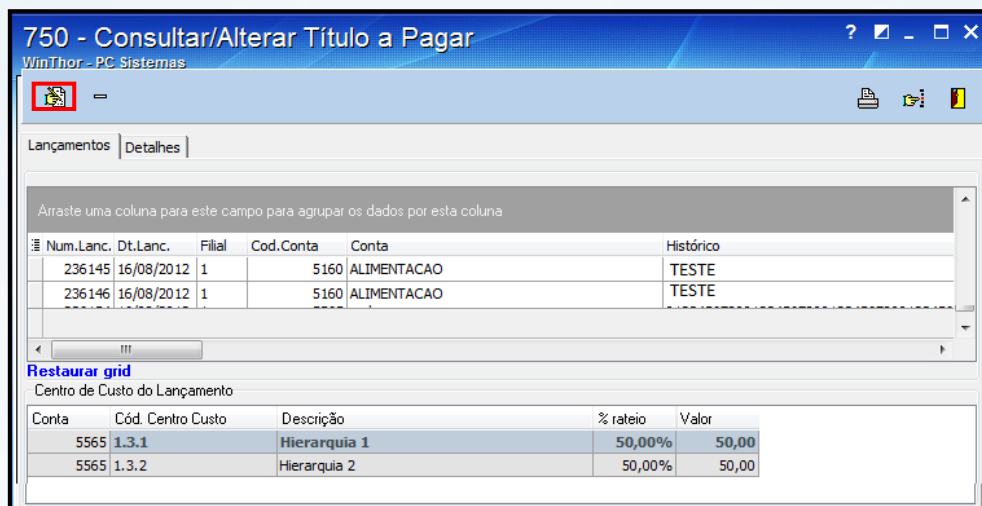 750 - Consultar/Alterar Título a Pagar
WinThor - PC Sistemas
Lançamentos Detalhes
Arraste uma coluna para este campo para agrupar os dados por esta coluna
Num.Lanc. Dt.Lanc. Filial Cod.Conta Conta Histórico
236145 16/08/2012 1 5160 ALIMENTACAO TESTE
236146 16/08/2012 1 5160 ALIMENTACAO TESTE
Restaurar grid
Centro de Custo do Lançamento
Conta Cód. Centro Custo Descrição % rateio Valor
5565 1.3.1 Hierarquia 1 50,00% 50,00
5565 1.3.2 Hierarquia 2 50,00% 50,00